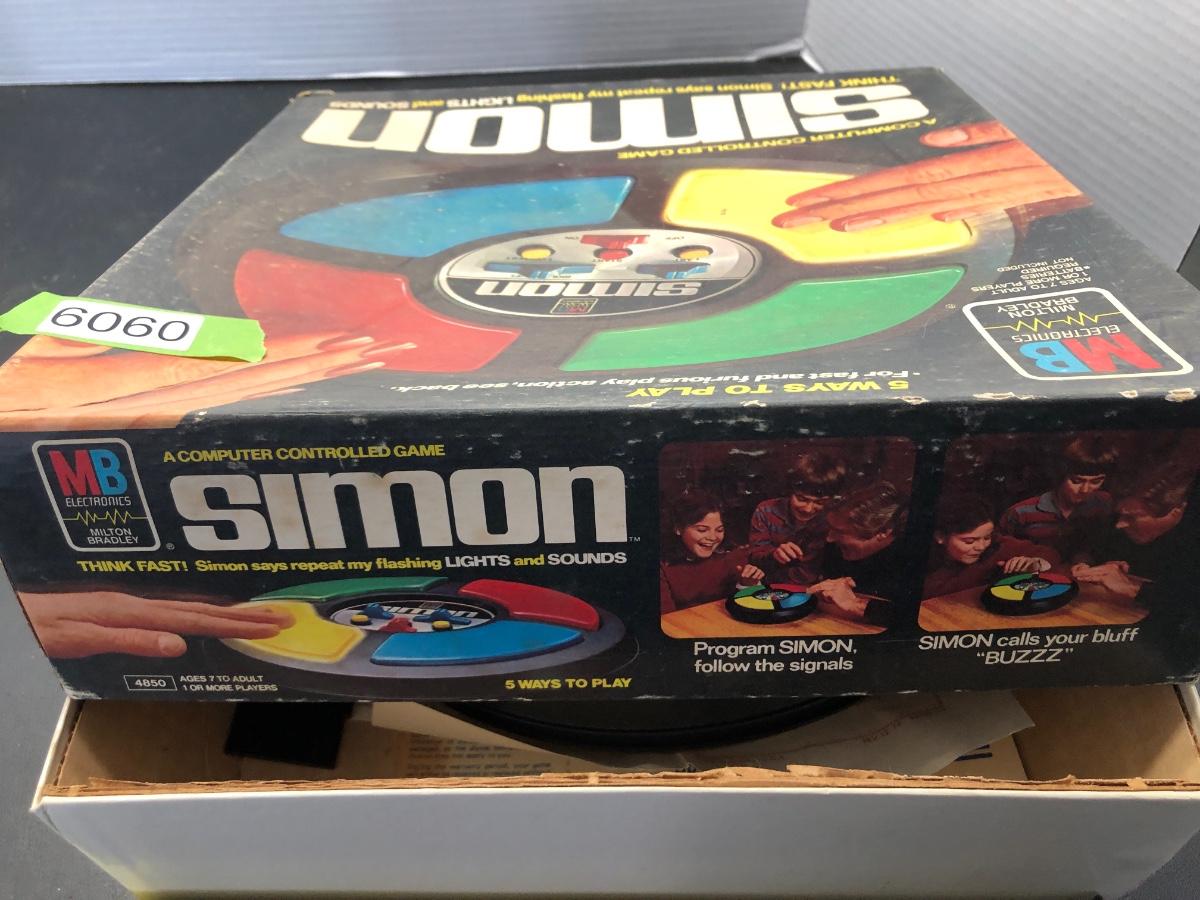 THINK FAST! Simon says repeat my flashing LIGHTS and SOUNDS
simon
A COMPUTER CONTROLLED GAME
simon
AGES 7 TO ADULT
1 OR MORE PLAYERS
*BATTERIES REQUIRED
NOT INCLUDED
MB
ELECTRONICS
MILTON
BRADLEY
®
5 WAYS TO PLAY
*For fast and furious play action, see back.
6060
MB
ELECTRONICS
MILTON
BRADLEY
®
A COMPUTER CONTROLLED GAME
simon™
THINK FAST! Simon says repeat my flashing LIGHTS and SOUNDS
simon
4850 AGES 7 TO ADULT
1 OR MORE PLAYERS
5 WAYS TO PLAY
Program SIMON,
follow the signals
SIMON calls your bluff
"BUZZZ"